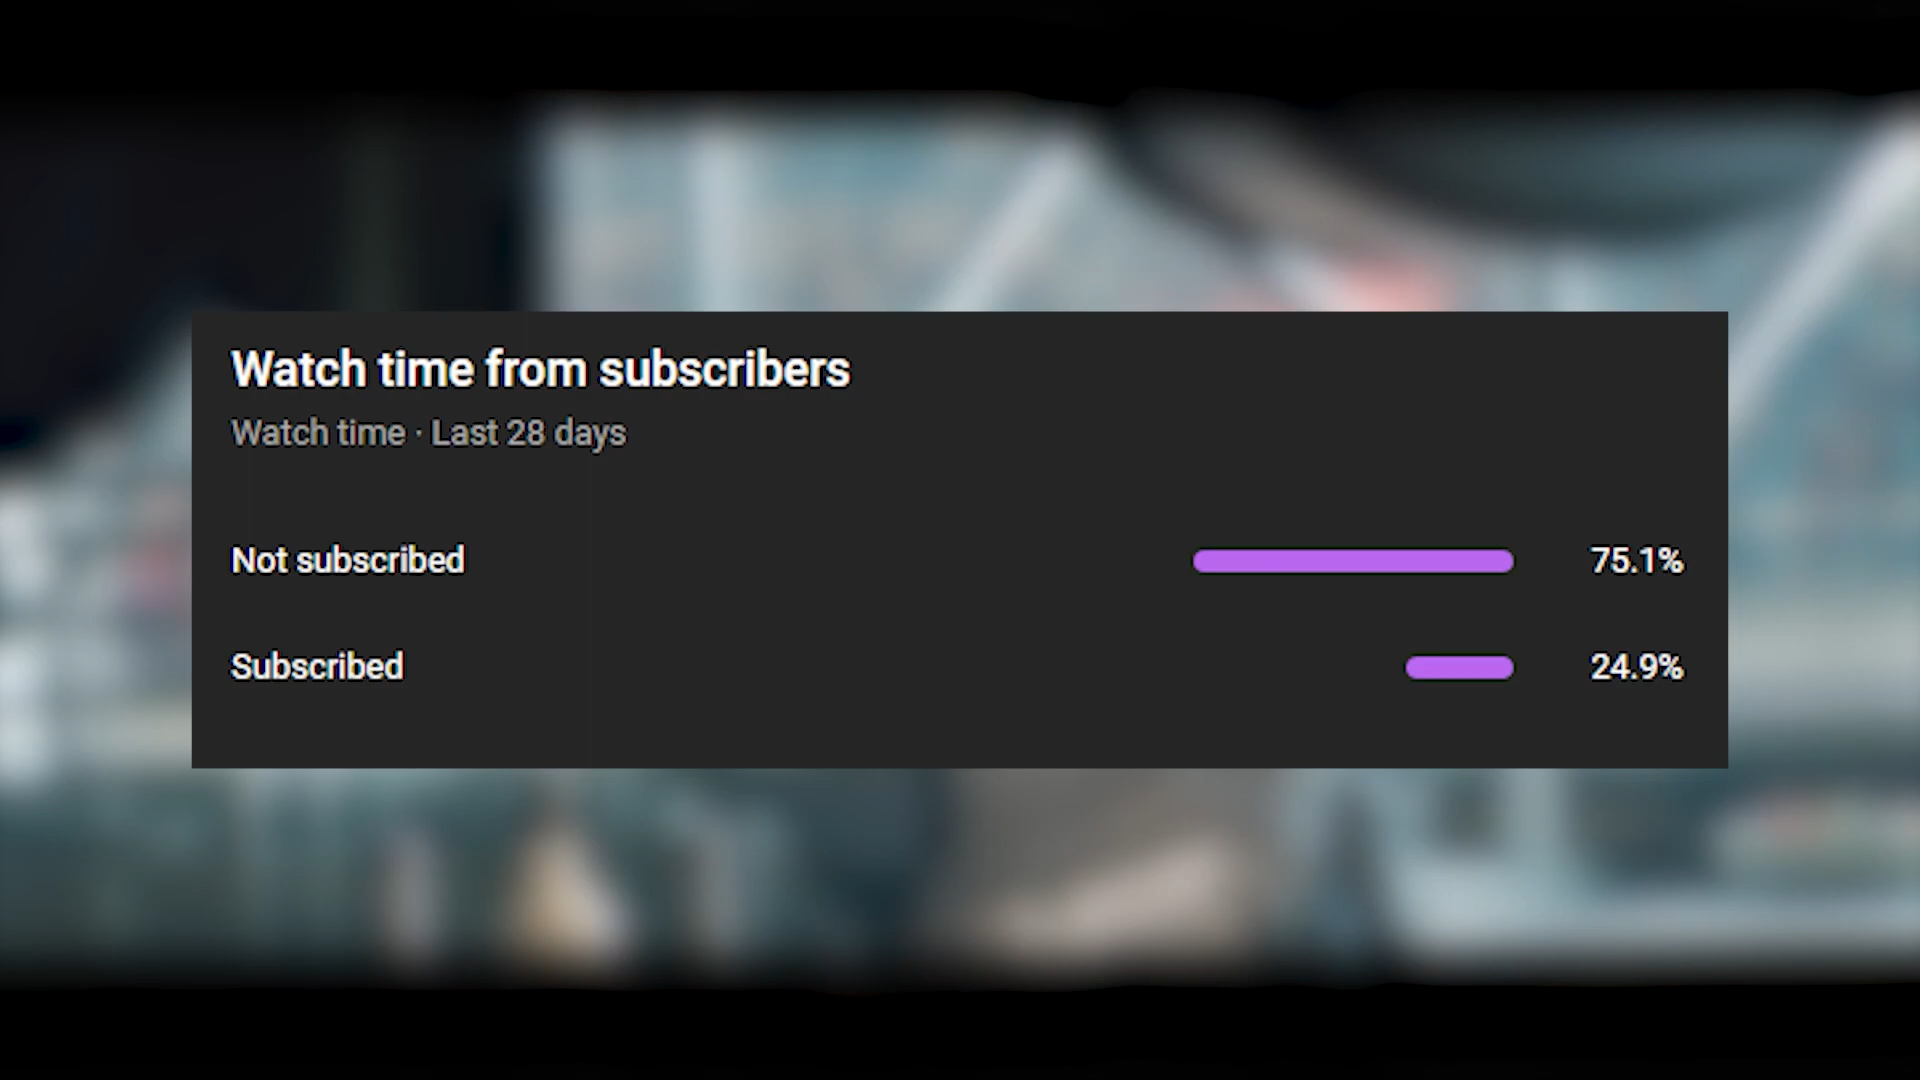 Watch time from subscribers
Watch time · Last 28 days
Not subscribed 75.1%
Subscribed 24.9%